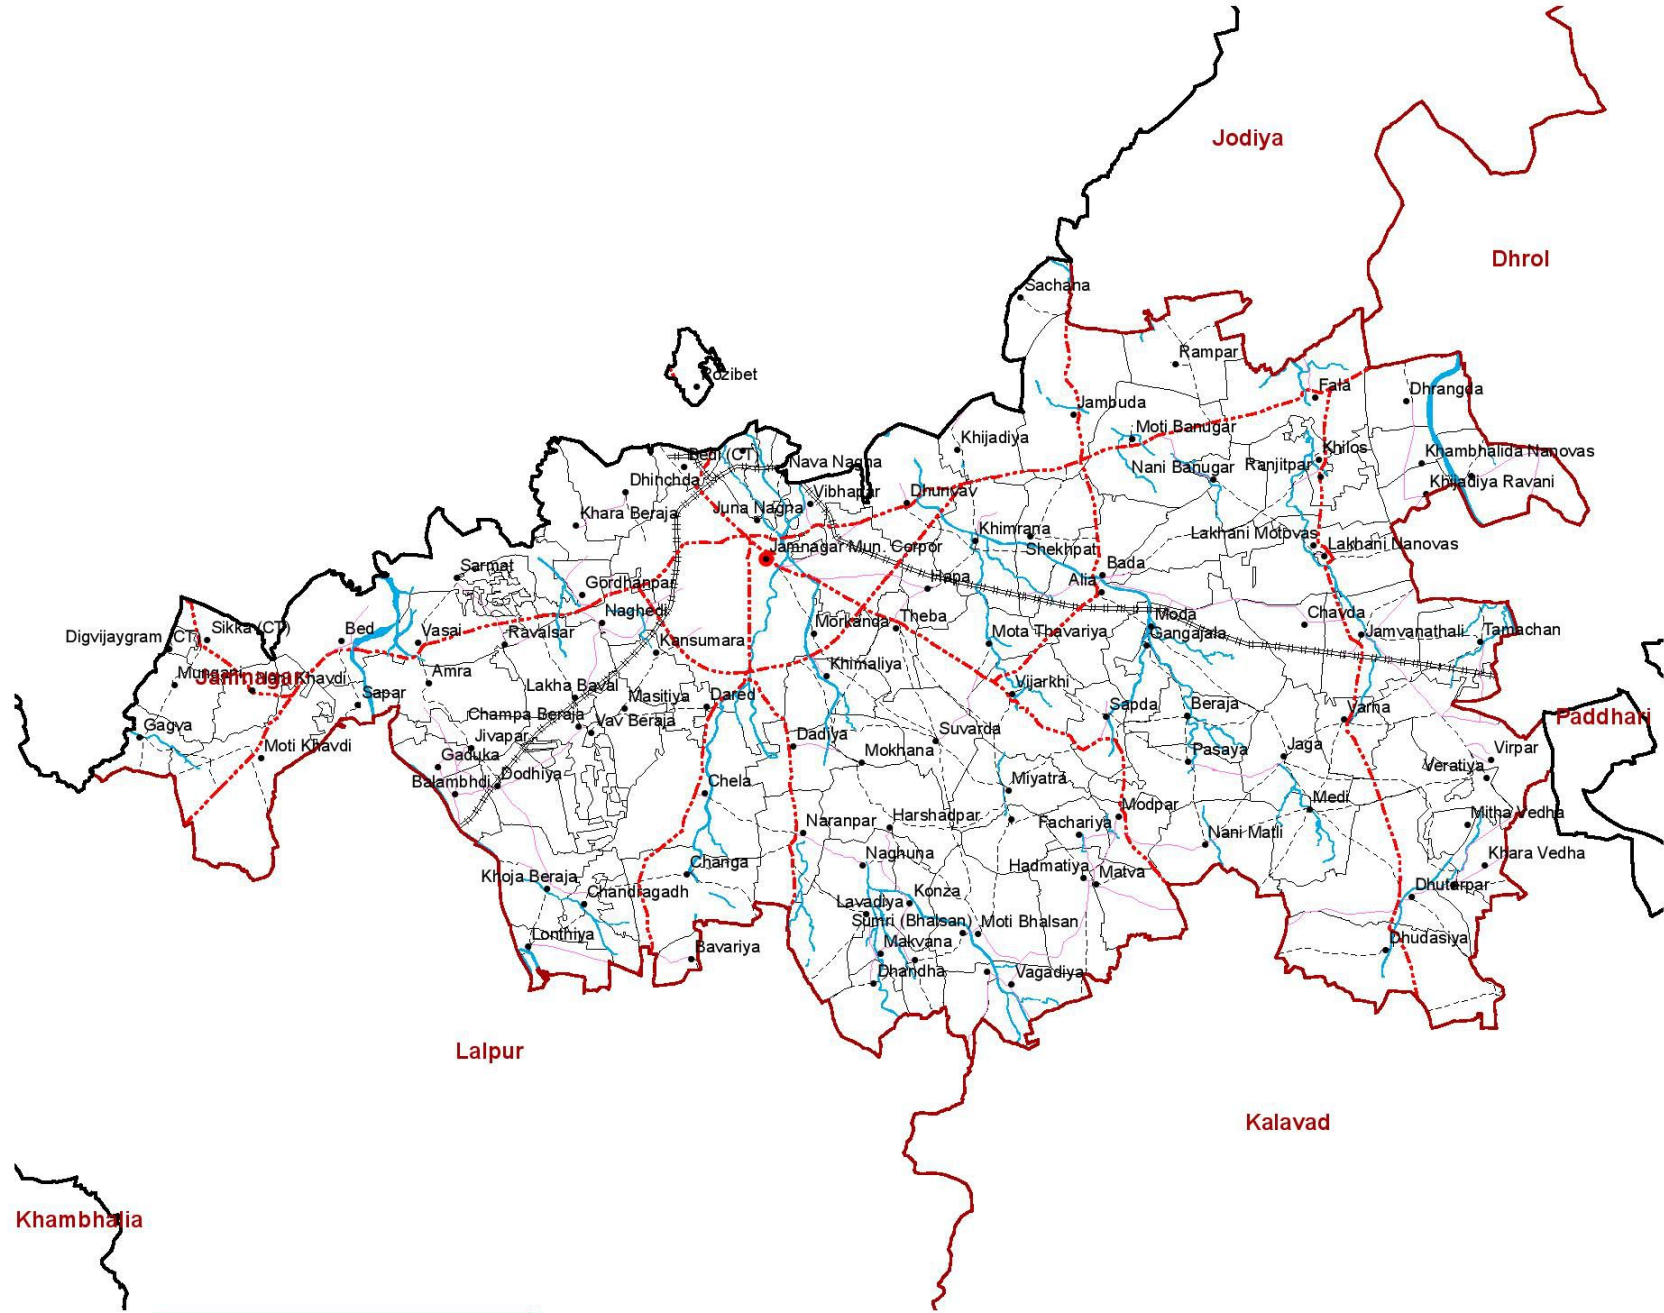 Jodiya
Dhrol
Sachana
Rampar
Rozibet
Fala
Dhrangda
Jambuda
Moti Banugar
Khijadiya
Khilos
Khambhalida Nanovas
Bedi (CT)
Nava Nagna
Nani Banugar
Ranjitpar
Dhinchda
Khijadiya Ravani
Vibhapar
Dhunvav
Khara Beraja
Juna Nagna
Khimrana
Lakhani Motovas
Lakhani Nanovas
Jamnagar Mun. Corpor
Shekhpat
Bada
Sarmat
Gordhanpar
Hapa
Alia
Naghedi
Theba
Moda
Chavda
Sikka (CT)
Digvijaygram (CT)
Bed
Vasai
Ravalsar
Kansumara
Morkanda
Mota Thavariya
Gangajala
Jamvanathali
Tamachan
Mungani
Jamnagar
Nani Khavdi
Amra
Khimaliya
Sapar
Lakha Baval
Masitiya
Dared
Vijarkhi
Sapda
Beraja
Varna
Paddhari
Gagva
Champa Beraja
Vav Beraja
Suvarda
Moti Khavdi
Jivapar
Dadiya
Mokhana
Pasaya
Jaga
Virpar
Gaduka
Veratiya
Balambhdi
Dodhiya
Chela
Miyatra
Medi
Modpar
Naranpar
Harshadpar
Fachariya
Nani Matli
Mitha Vedha
Changa
Naghuna
Hadmatiya
Matva
Khara Vedha
Khoja Beraja
Chandragadh
Konza
Dhutarpar
Lavadiya
Sumri (Bhalsan)
Moti Bhalsan
Lonthiya
Bavariya
Makvana
Dhudasiya
Dhandha
Vagadiya
Lalpur
Kalavad
Khambhalia